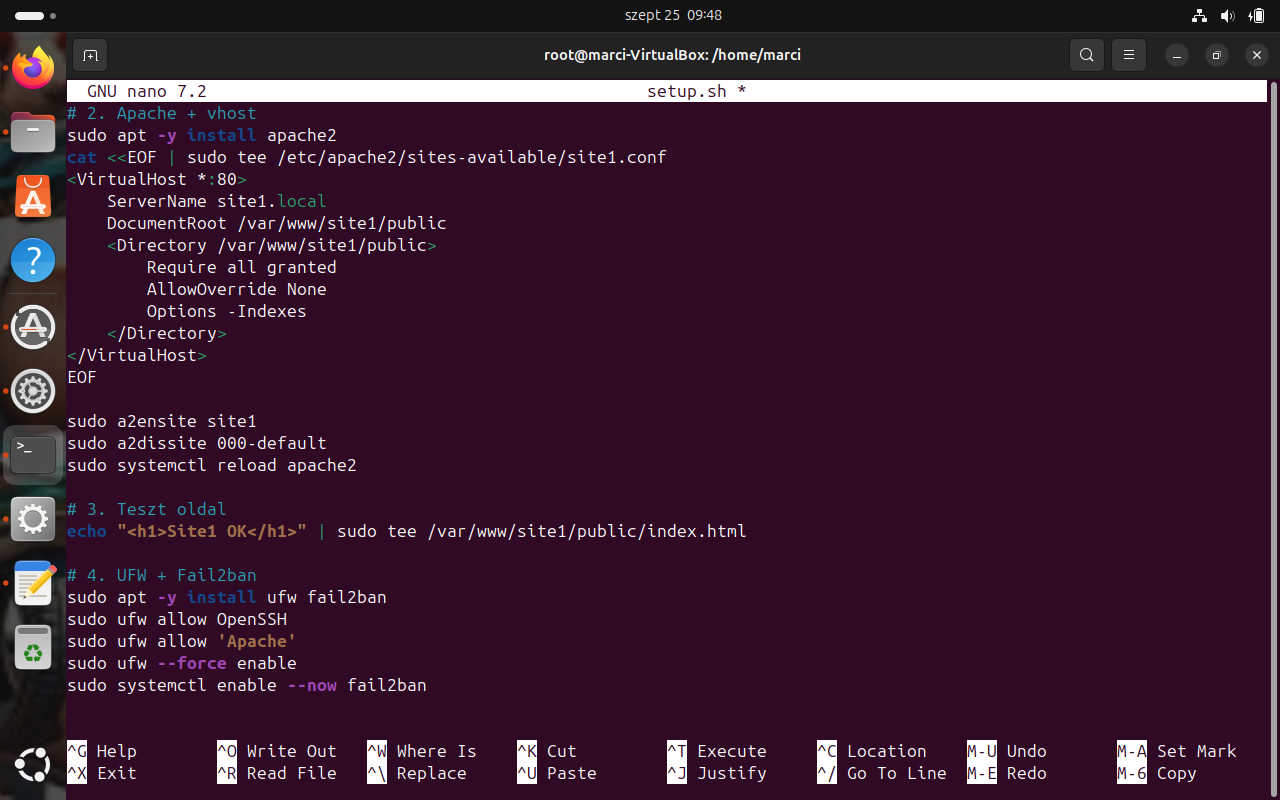 szept 25 09:48
root@marci-VirtualBox: /home/marci
GNU nano 7.2 setup.sh *
# 2. Apache + vhost
sudo apt -y install apache2
cat <<EOF | sudo tee /etc/apache2/sites-available/site1.conf
<VirtualHost *:80>
    ServerName site1.local
    DocumentRoot /var/www/site1/public
    <Directory /var/www/site1/public>
        Require all granted
        AllowOverride None
        Options -Indexes
    </Directory>
</VirtualHost>
EOF
sudo a2ensite site1
sudo a2dissite 000-default
sudo systemctl reload apache2
# 3. Teszt oldal
echo "<h1>Site1 OK</h1>" | sudo tee /var/www/site1/public/index.html
# 4. UFW + Fail2ban
sudo apt -y install ufw fail2ban
sudo ufw allow OpenSSH
sudo ufw allow 'Apache'
sudo ufw --force enable
sudo systemctl enable --now fail2ban
^G Help ^O Write Out ^W Where Is ^K Cut ^T Execute ^C Location M-U Undo M-A Set Mark
^X Exit ^R Read File ^\ Replace ^U Paste ^J Justify ^/ Go To Line M-E Redo M-6 Copy